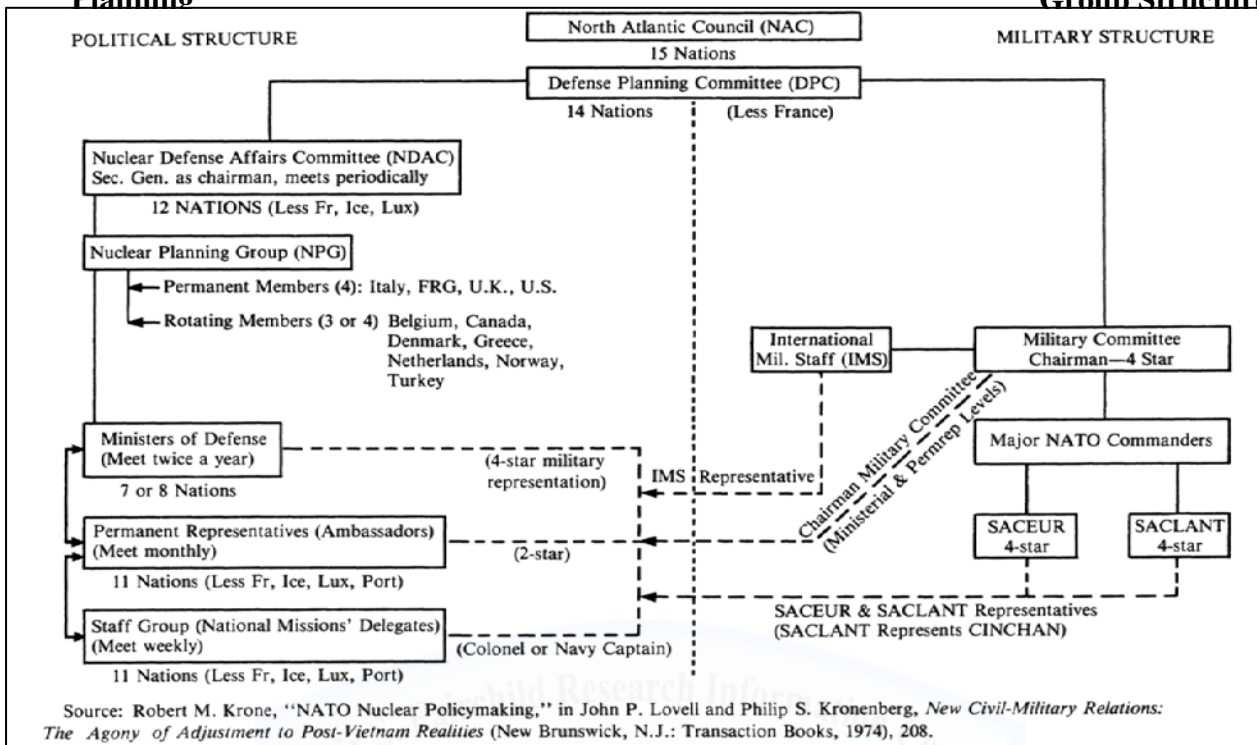 Planning Group Structure
POLITICAL STRUCTURE
North Atlantic Council (NAC)
15 Nations
MILITARY STRUCTURE
Defense Planning Committee (DPC)
14 Nations (Less France)
Nuclear Defense Affairs Committee (NDAC)
Sec. Gen. as chairman, meets periodically
12 NATIONS (Less Fr, Ice, Lux)
Nuclear Planning Group (NPG)
Permanent Members (4): Italy, FRG, U.K., U.S.
Rotating Members (3 or 4) Belgium, Canada,
Denmark, Greece,
Netherlands, Norway,
Turkey
International
Mil. Staff (IMS)
Military Committee
Chairman—4 Star
Ministers of Defense
(Meet twice a year)
7 or 8 Nations
(4-star military
representation)
IMS Representative
Chairman Military Committee
(Ministerial & Permrep Levels)
Major NATO Commanders
Permanent Representatives (Ambassadors)
(Meet monthly)
11 Nations (Less Fr, Ice, Lux, Port)
(2-star)
SACEUR
4-star
SACLANT
4-star
Staff Group (National Missions' Delegates)
(Meet weekly)
11 Nations (Less Fr, Ice, Lux, Port)
(Colonel or Navy Captain)
SACEUR & SACLANT Representatives
(SACLANT Represents CINCHAN)
Research Information
Source: Robert M. Krone, "NATO Nuclear Policymaking," in John P. Lovell and Philip S. Kronenberg, New Civil-Military Relations:
The Agony of Adjustment to Post-Vietnam Realities (New Brunswick, N.J.: Transaction Books, 1974), 208.